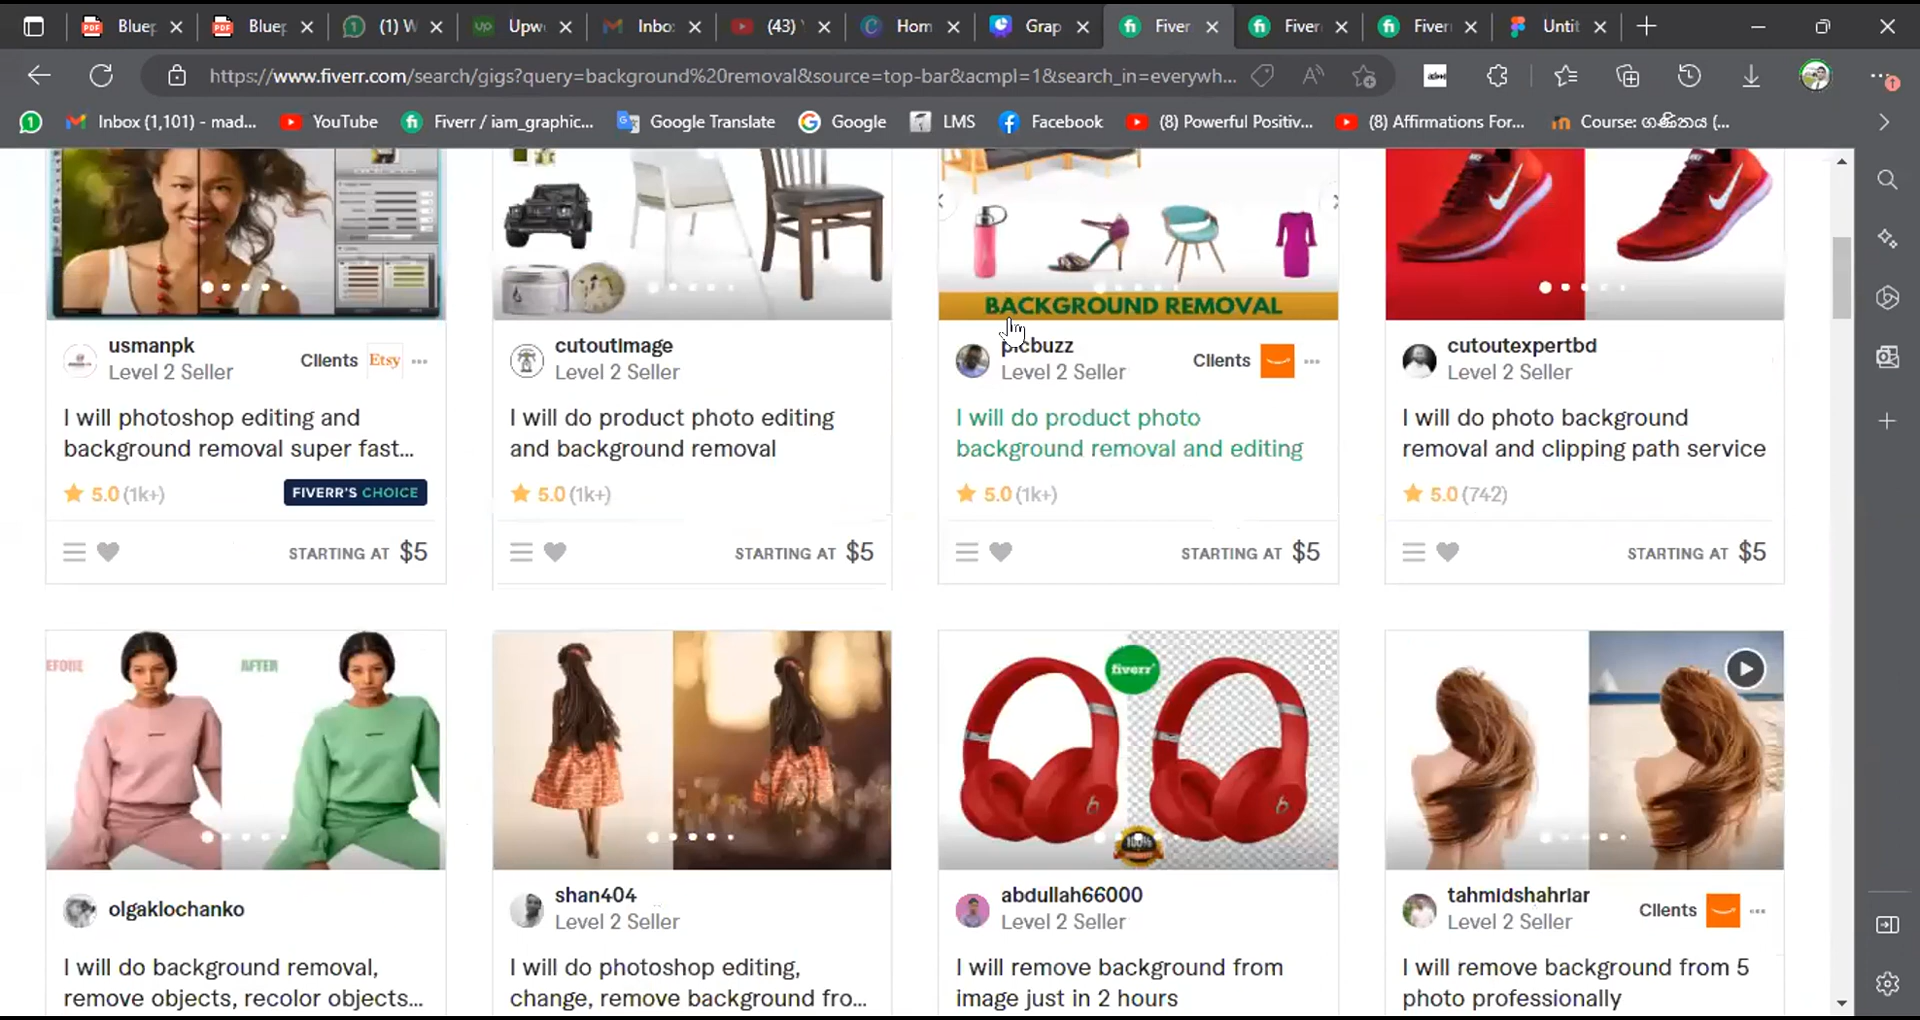 Bluep
Bluep
(1) W
Upw
Inbo
(43)
Hom
Grap
Fiver
Fiver
Fiver
Untit
https://www.fiverr.com/search/gigs?query=background%20removal&source=top-bar&acmpl=1&search_in=everywh...
Inbox (1,101) - mad...
YouTube
Fiverr / iam_graphic...
Google Translate
Google
LMS
Facebook
(8) Powerful Positiv...
(8) Affirmations For...
Course: ගණිතය (...
BACKGROUND REMOVAL
usmanpk
Level 2 Seller
Clients Etsy
I will photoshop editing and
background removal super fast...
5.0 (1k+)
FIVERR'S CHOICE
STARTING AT $5
cutoutimage
Level 2 Seller
I will do product photo editing
and background removal
5.0 (1k+)
STARTING AT $5
picbuzz
Level 2 Seller
Clients
I will do product photo
background removal and editing
5.0 (1k+)
STARTING AT $5
cutoutexpertbd
Level 2 Seller
I will do photo background
removal and clipping path service
5.0 (742)
STARTING AT $5
EFORE
AFTER
olgaklochanko
I will do background removal,
remove objects, recolor objects...
shan404
Level 2 Seller
I will do photoshop editing,
change, remove background fro...
fiverr
100%
abdullah66000
Level 2 Seller
I will remove background from
image just in 2 hours
tahmidshahriar
Level 2 Seller
Clients
I will remove background from 5
photo professionally